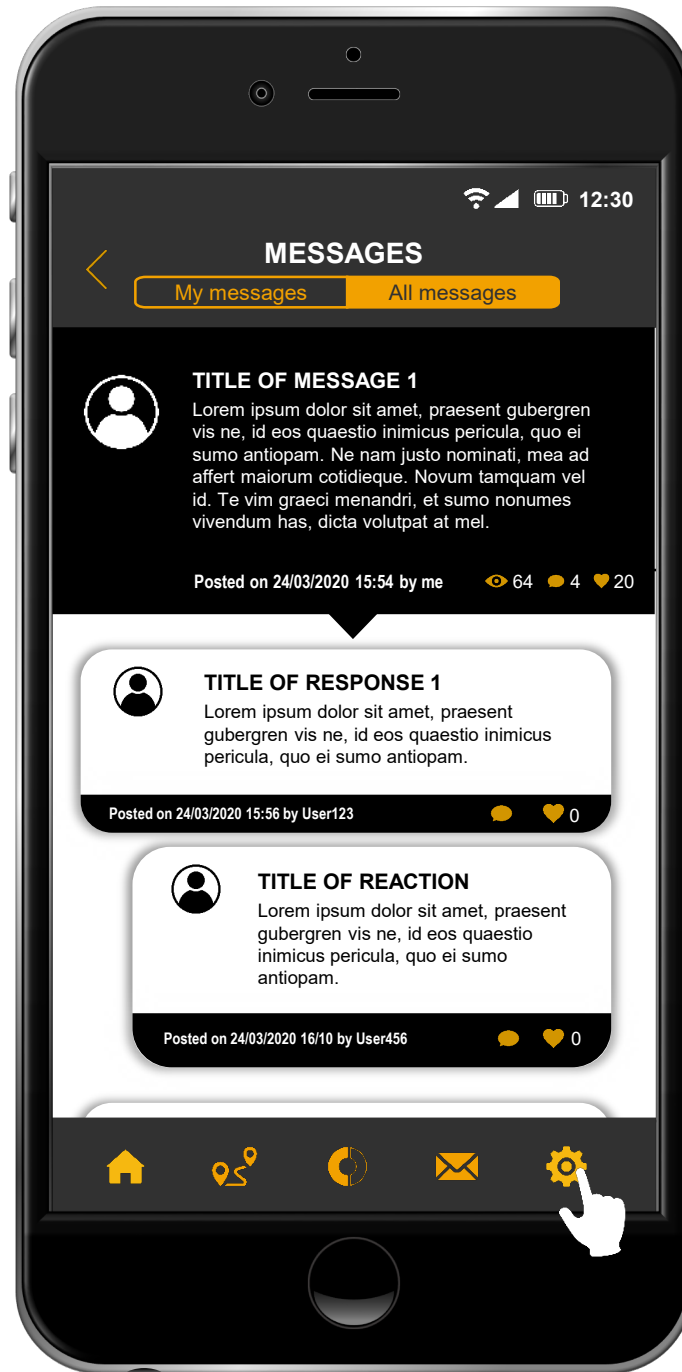 12:30
MESSAGES
My messages All messages
TITLE OF MESSAGE 1
Lorem ipsum dolor sit amet, praesent gubergren
vis ne, id eos quaestio inimicus pericula, quo ei
sumo antiopam. Ne nam justo nominati, mea ad
affert maiorum cotidieque. Novum tamquam vel
id. Te vim graeci menandri, et sumo nonumes
vivendum has, dicta volutpat at mel.
Posted on 24/03/2020 15:54 by me 64 4 20
TITLE OF RESPONSE 1
Lorem ipsum dolor sit amet, praesent
gubergren vis ne, id eos quaestio inimicus
pericula, quo ei sumo antiopam.
Posted on 24/03/2020 15:56 by User123 0
TITLE OF REACTION
Lorem ipsum dolor sit amet, praesent
gubergren vis ne, id eos quaestio
inimicus pericula, quo ei sumo
antiopam.
Posted on 24/03/2020 16/10 by User456 0